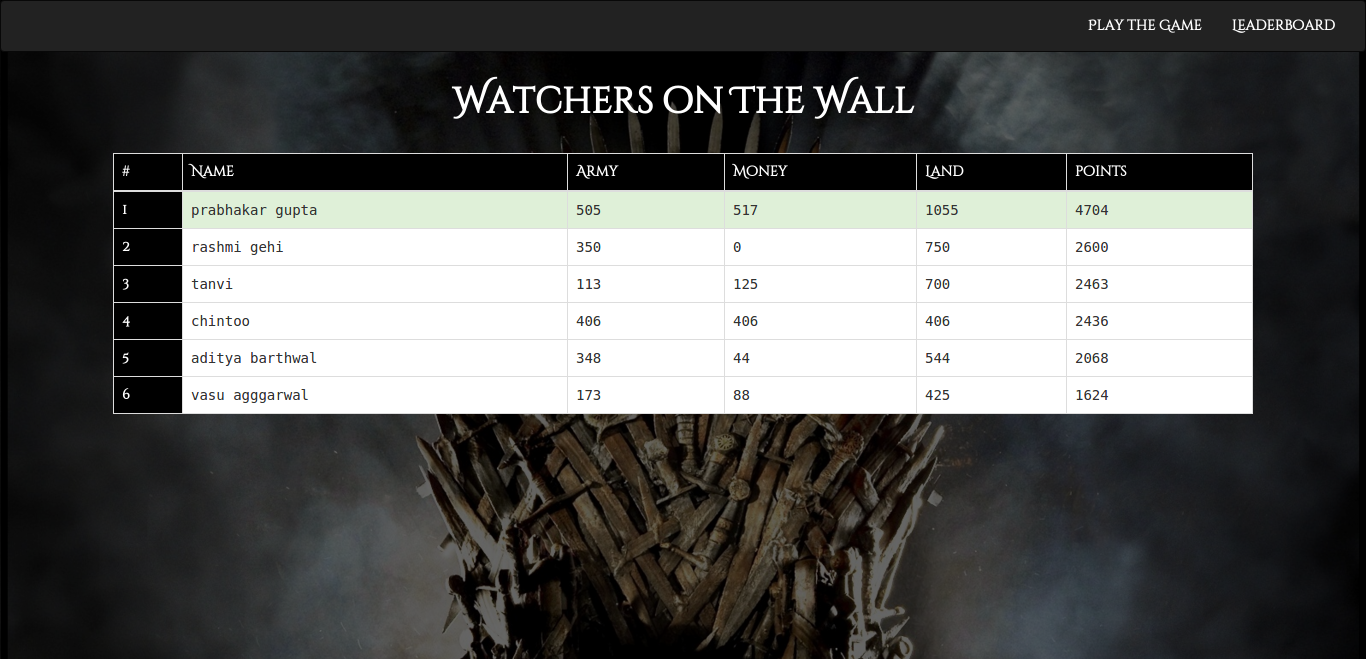 Play the Game Leaderboard
Watchers on the Wall
# Name Army Money Land Points
1 prabhakar gupta 505 517 1055 4704
2 rashmi gehi 350 0 750 2600
3 tanvi 113 125 700 2463
4 chintoo 406 406 406 2436
5 aditya barthwal 348 44 544 2068
6 vasu agggarwal 173 88 425 1624